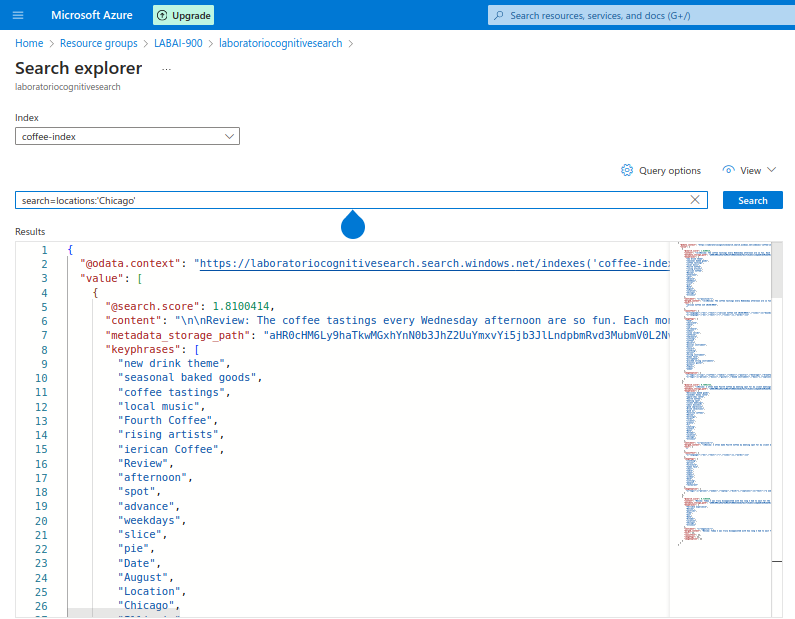 Microsoft Azure
Upgrade
Search resources, services, and docs (G+/)
Home > Resource groups > LABAI-900 > laboratoriocognitivesearch >
Search explorer ...
laboratoriocognitivesearch
Index
coffee-index
Query options
View
search=locations:'Chicago'
Search
Results
1 {
2 "@odata.context": "https://laboratoriocognitivesearch.search.windows.net/indexes('coffee-index
3 "value": [
4 {
5 "@search.score": 1.8100414,
6 "content": "\n\nReview: The coffee tastings every Wednesday afternoon are so fun. Each mon
7 "metadata_storage_path":
8 "keyphrases": [
9 "new drink theme",
10 "seasonal baked goods",
11 "coffee tastings",
12 "local music",
13 "Fourth Coffee",
14 "rising artists",
15 "ierican Coffee",
16 "Review",
17 "afternoon",
18 "spot",
19 "advance",
20 "weekdays",
21 "slice",
22 "pie",
23 "Date",
24 "August",
25 "Location",
26 "Chicago",